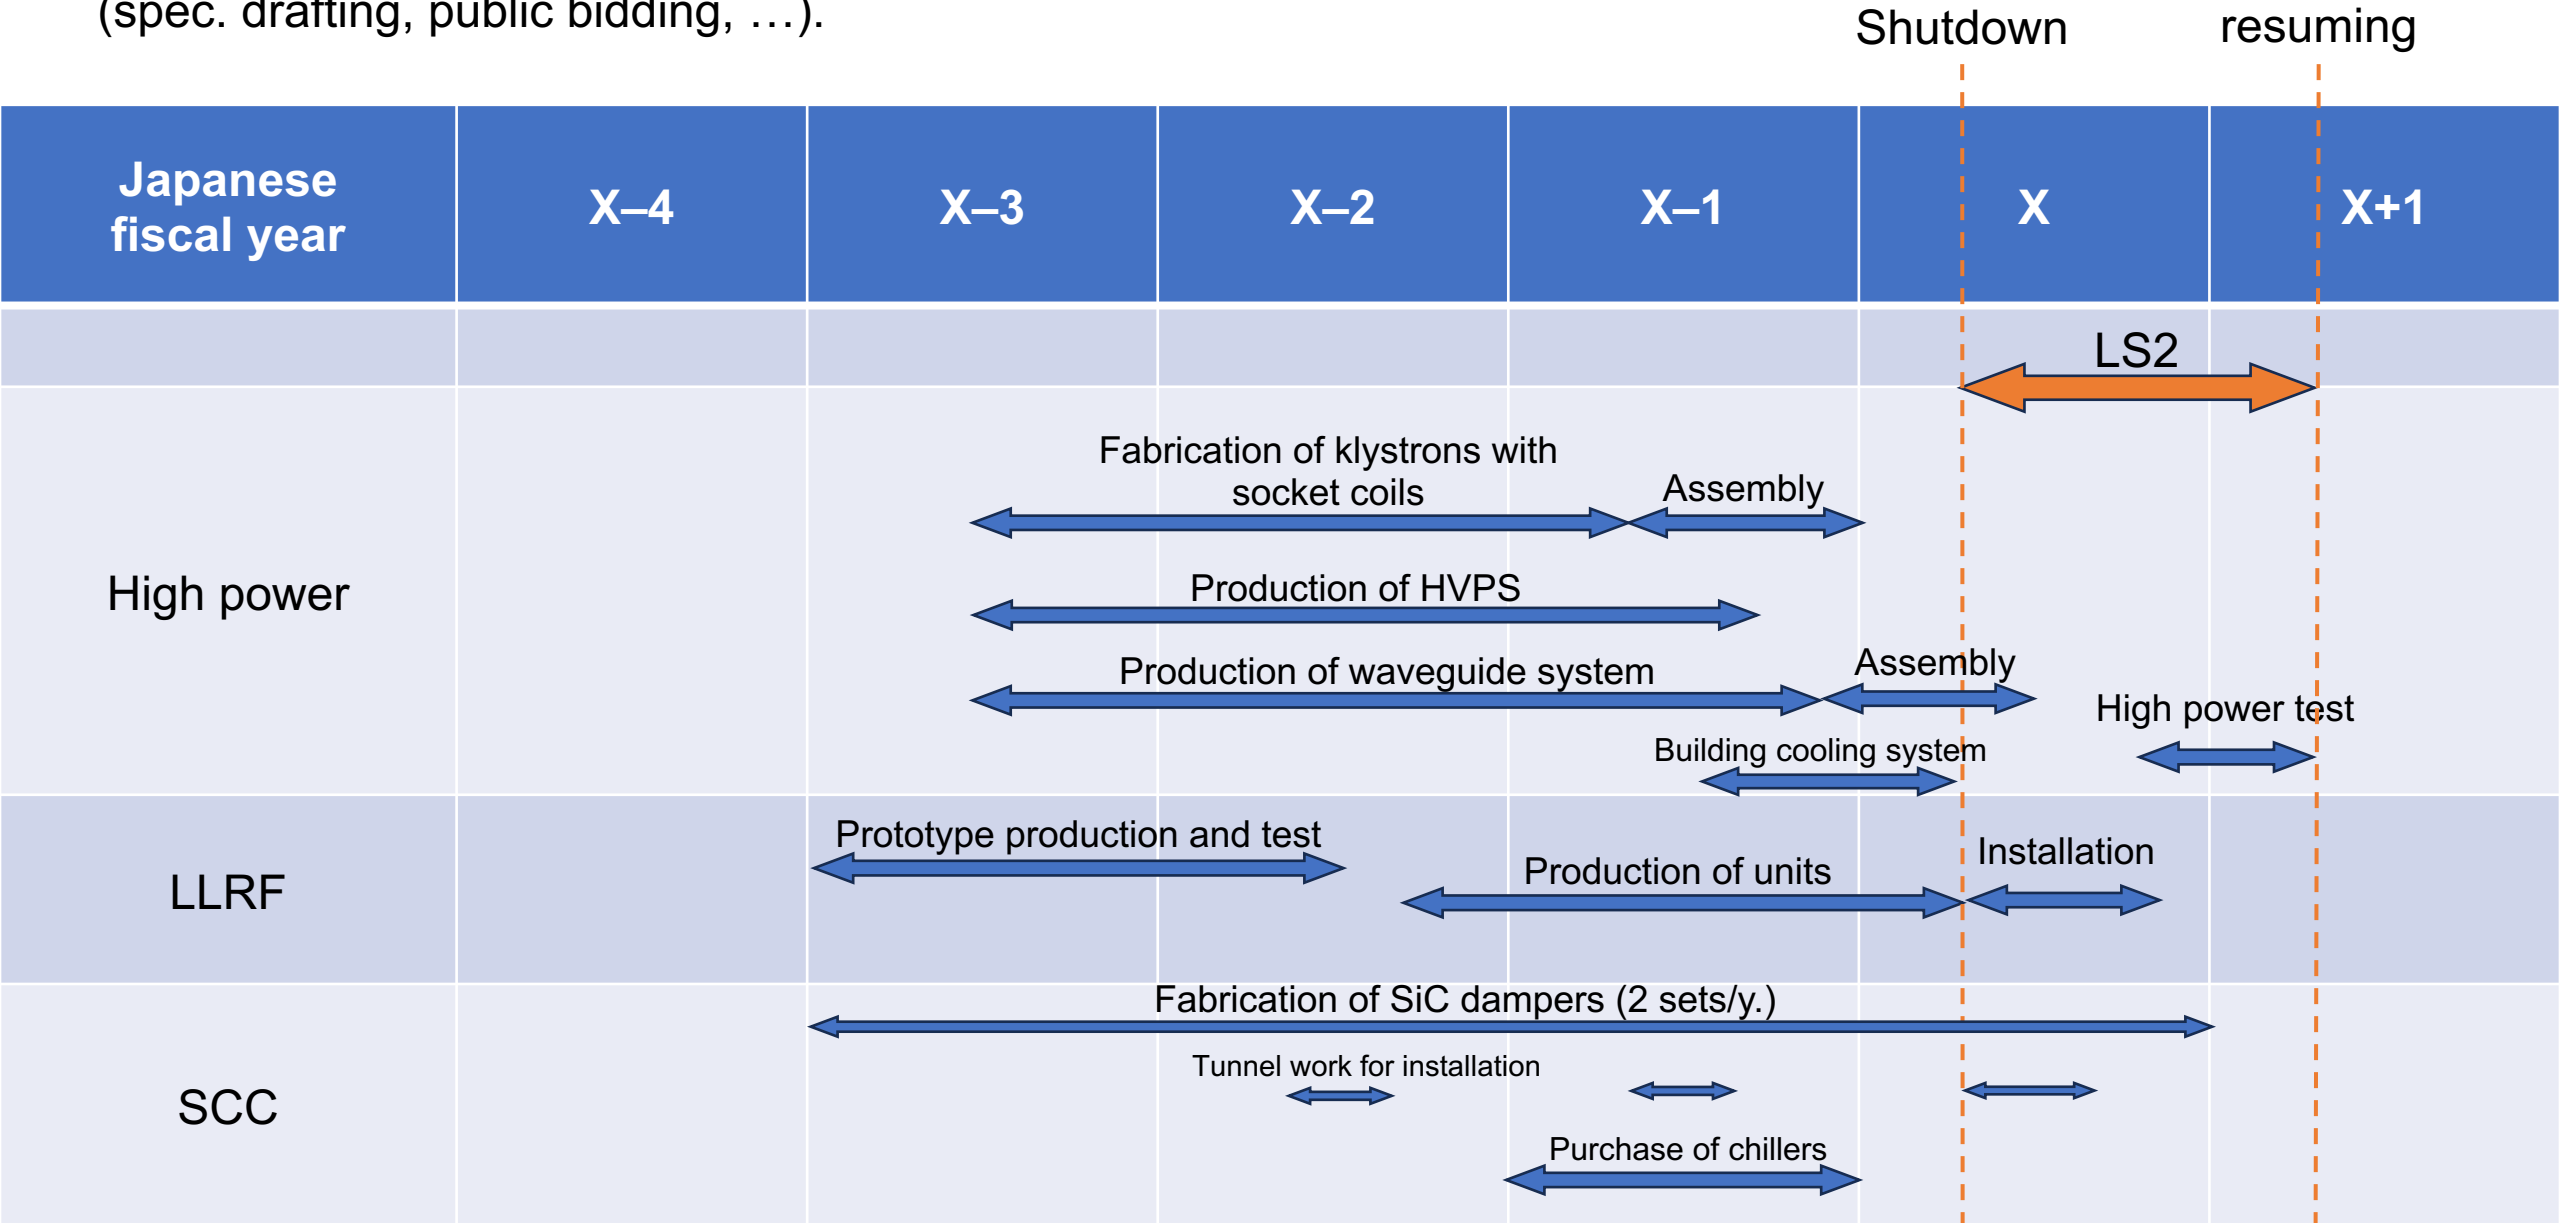 (spec. drafting, public bidding, …).
Shutdown
resuming
Japanese
fiscal year
X–4
X–3
X–2
X–1
X
X+1
LS2
High power
Fabrication of klystrons with
socket coils
Assembly
Production of HVPS
Production of waveguide system
Assembly
High power test
Building cooling system
LLRF
Prototype production and test
Production of units
Installation
SCC
Fabrication of SiC dampers (2 sets/y.)
Tunnel work for installation
Purchase of chillers